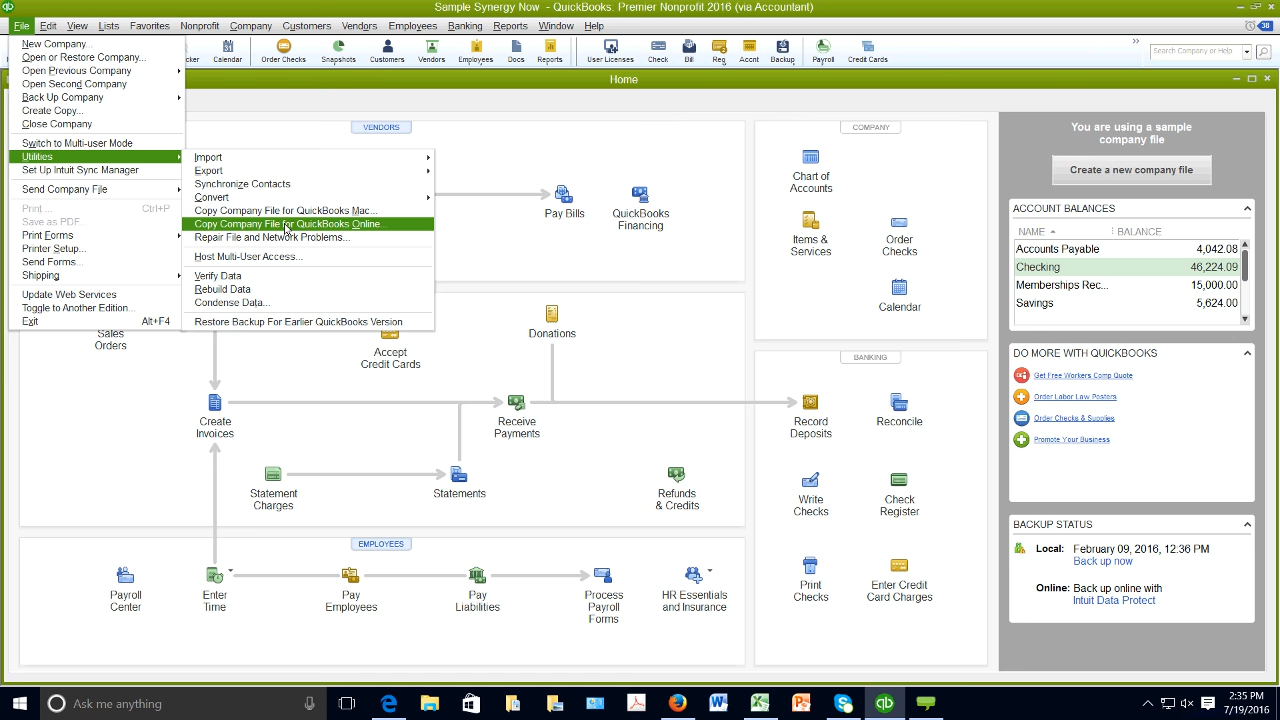 Sample Synergy Now - QuickBooks: Premier Nonprofit 2016 (via Accountant)
File Edit View Lists Favorites Nonprofit Company Customers Vendors Employees Banking Reports Window Help
38
Calendar Order Checks Snapshots Customers Vendors Employees Docs Reports User Licenses Check Bill Reg Accnt Backup Payroll Credit Cards
Search Company or Help
Home
New Company...
Open or Restore Company...
Open Previous Company
Open Second Company
Back Up Company
Create Copy...
Close Company
Switch to Multi-user Mode
Utilities
Set Up Intuit Sync Manager
Send Company File
Print ... Ctrl+P
Save as PDF...
Print Forms
Printer Setup...
Send Forms...
Shipping
Update Web Services
Toggle to Another Edition...
Exit Alt+F4
Import
Export
Synchronize Contacts
Convert
Copy Company File for QuickBooks Mac...
Copy Company File for QuickBooks Online...
Repair File and Network Problems...
Host Multi-User Access...
Verify Data
Rebuild Data
Condense Data...
Restore Backup For Earlier QuickBooks Version
VENDORS
Pay Bills
QuickBooks
Financing
Sales
Orders
Accept
Credit Cards
Donations
Create
Invoices
Receive
Payments
Statement
Charges
Statements
Refunds
& Credits
EMPLOYEES
Payroll
Center
Enter
Time
Pay
Employees
Pay
Liabilities
Process
Payroll
Forms
HR Essentials
and Insurance
COMPANY
Chart of
Accounts
Items &
Services
Order
Checks
Calendar
BANKING
Record
Deposits
Reconcile
Write
Checks
Check
Register
Print
Checks
Enter Credit
Card Charges
You are using a sample
company file
Create a new company file
ACCOUNT BALANCES
NAME BALANCE
Accounts Payable 4,042.08
Checking 46,224.09
Memberships Rec... 15,000.00
Savings 5,624.00
DO MORE WITH QUICKBOOKS
Get Free Workers Comp Quote
Order Labor Law Posters
Order Checks & Supplies
Promote Your Business
BACKUP STATUS
Local: February 09, 2016, 12:36 PM
Back up now
Online: Back up online with
Intuit Data Protect
Ask me anything
2:35 PM
7/19/2016